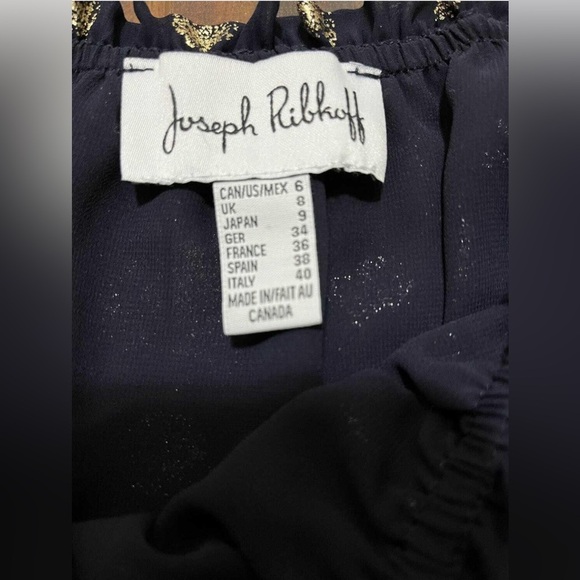 Joseph Ribkoff
CAN/US/MEX 6
UK 8
JAPAN 9
GER 34
FRANCE 36
SPAIN 38
ITALY 40
MADE IN/FAIT AU
CANADA